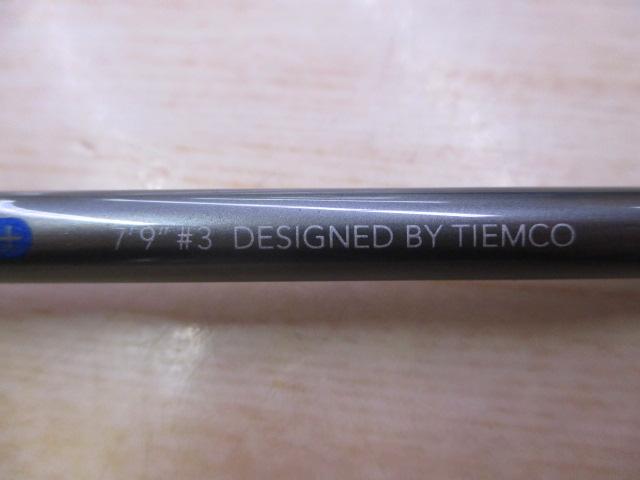 7'9" #3 DESIGNED BY TIEMCO